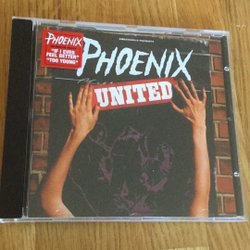 PHOENIX
"IF I EVER
FEEL BETTER"
"TOO YOUNG"
PHOENIX
UNITED